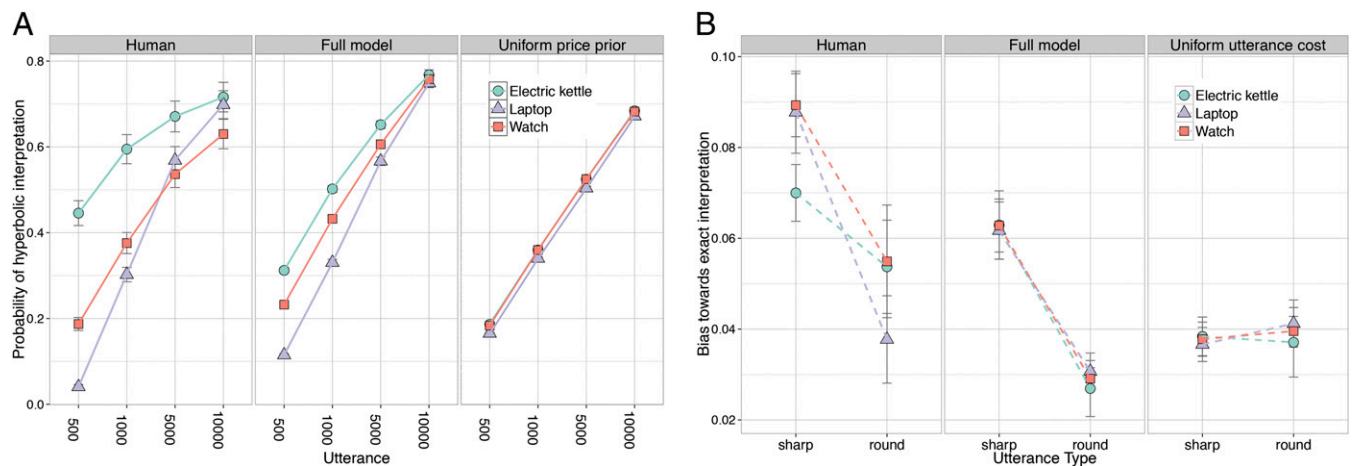 A
Human
Full model
Uniform price prior
Probability of hyperbolic interpretation
0.8
0.6
0.4
0.2
0.0
Electric kettle
Laptop
Watch
500
1000
5000
10000
500
1000
5000
10000
500
1000
5000
10000
Utterance
B
Human
Full model
Uniform utterance cost
Bias towards exact interpretation
0.10
0.08
0.06
0.04
0.02
Electric kettle
Laptop
Watch
sharp
round
sharp
round
sharp
round
Utterance Type